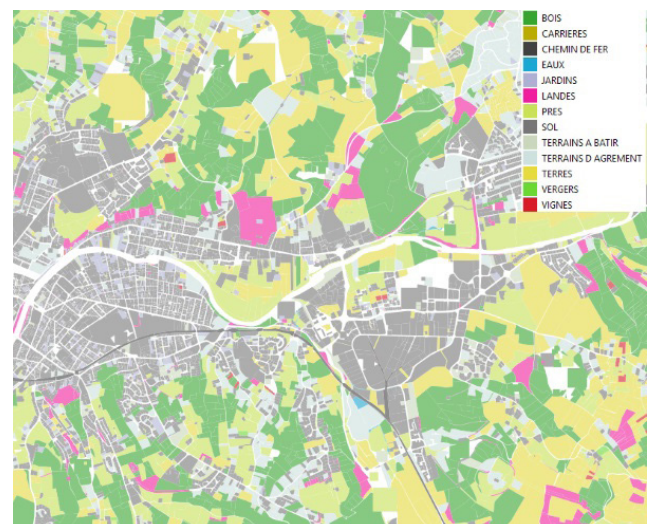 BOIS
CARRIERES
CHEMIN DE FER
EAUX
JARDINS
LANDES
PRES
SOL
TERRAINS A BATIR
TERRAINS D AGREMENT
TERRES
VERGERS
VIGNES